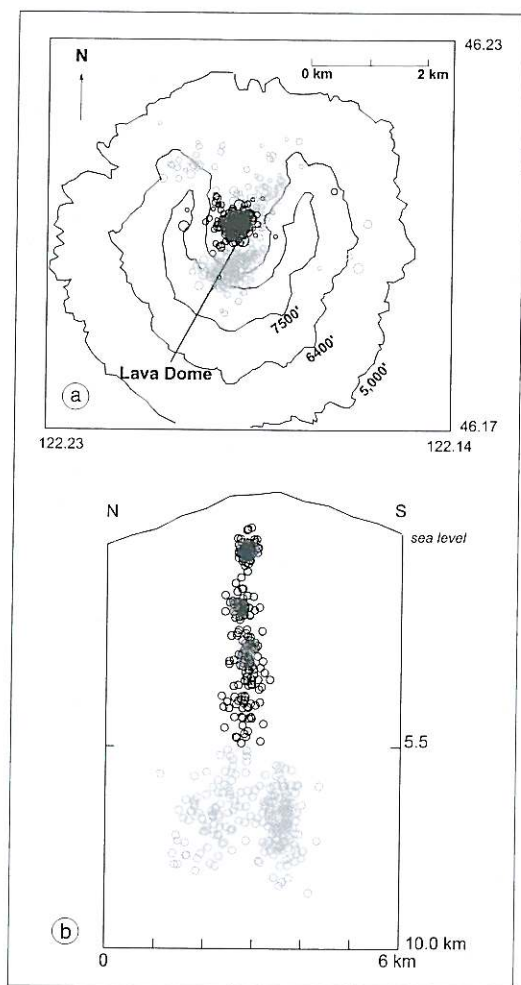 46.23
N
0 km 2 km
7500'
6400'
5,000'
Lava Dome
a
46.17
122.23 122.14
N S
sea level
5.5
b
10.0 km
0 6 km